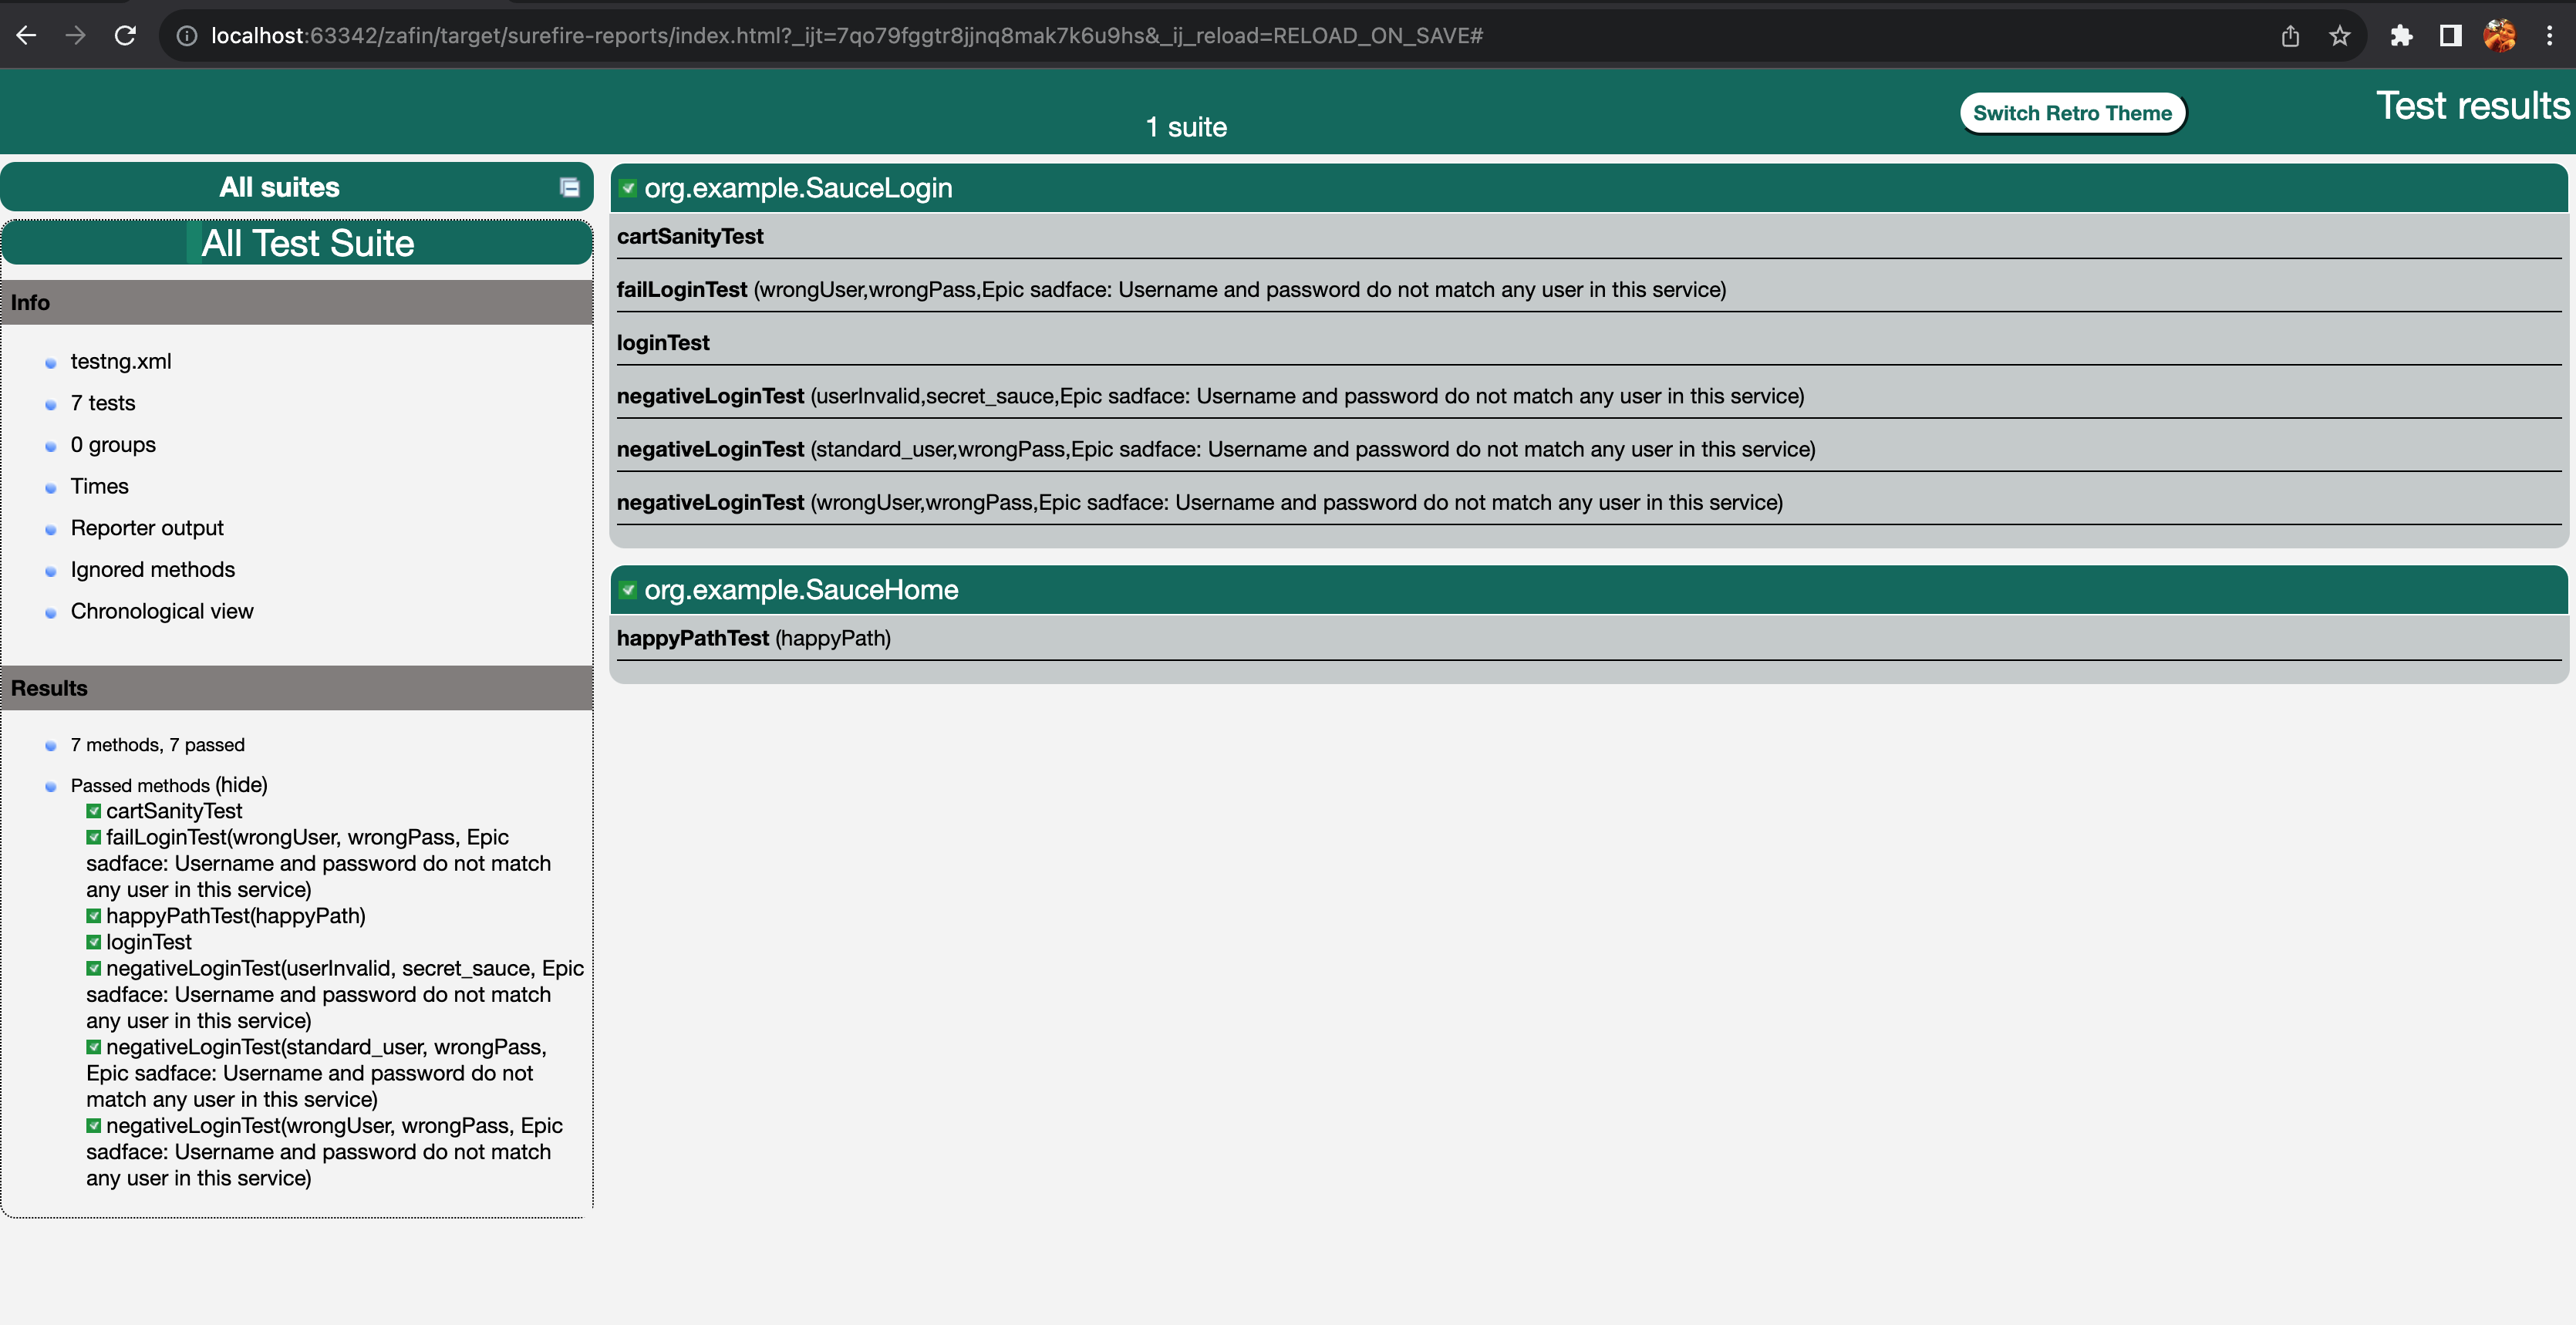 localhost:63342/zafin/target/surefire-reports/index.html?_ijt=7qo79fggtr8jjnq8mak7k6u9hs&_ij_reload=RELOAD_ON_SAVE#
1 suite
Switch Retro Theme
Test results
All suites
All Test Suite
Info
testng.xml
7 tests
0 groups
Times
Reporter output
Ignored methods
Chronological view
Results
7 methods, 7 passed
Passed methods (hide)
cartSanityTest
failLoginTest(wrongUser, wrongPass, Epic
sadface: Username and password do not match
any user in this service)
happyPathTest(happyPath)
loginTest
negativeLoginTest(userInvalid, secret_sauce, Epic
sadface: Username and password do not match
any user in this service)
negativeLoginTest(standard_user, wrongPass,
Epic sadface: Username and password do not
match any user in this service)
negativeLoginTest(wrongUser, wrongPass, Epic
sadface: Username and password do not match
any user in this service)
org.example.SauceLogin
cartSanityTest
failLoginTest (wrongUser,wrongPass,Epic sadface: Username and password do not match any user in this service)
loginTest
negativeLoginTest (userInvalid,secret_sauce,Epic sadface: Username and password do not match any user in this service)
negativeLoginTest (standard_user,wrongPass,Epic sadface: Username and password do not match any user in this service)
negativeLoginTest (wrongUser,wrongPass,Epic sadface: Username and password do not match any user in this service)
org.example.SauceHome
happyPathTest (happyPath)